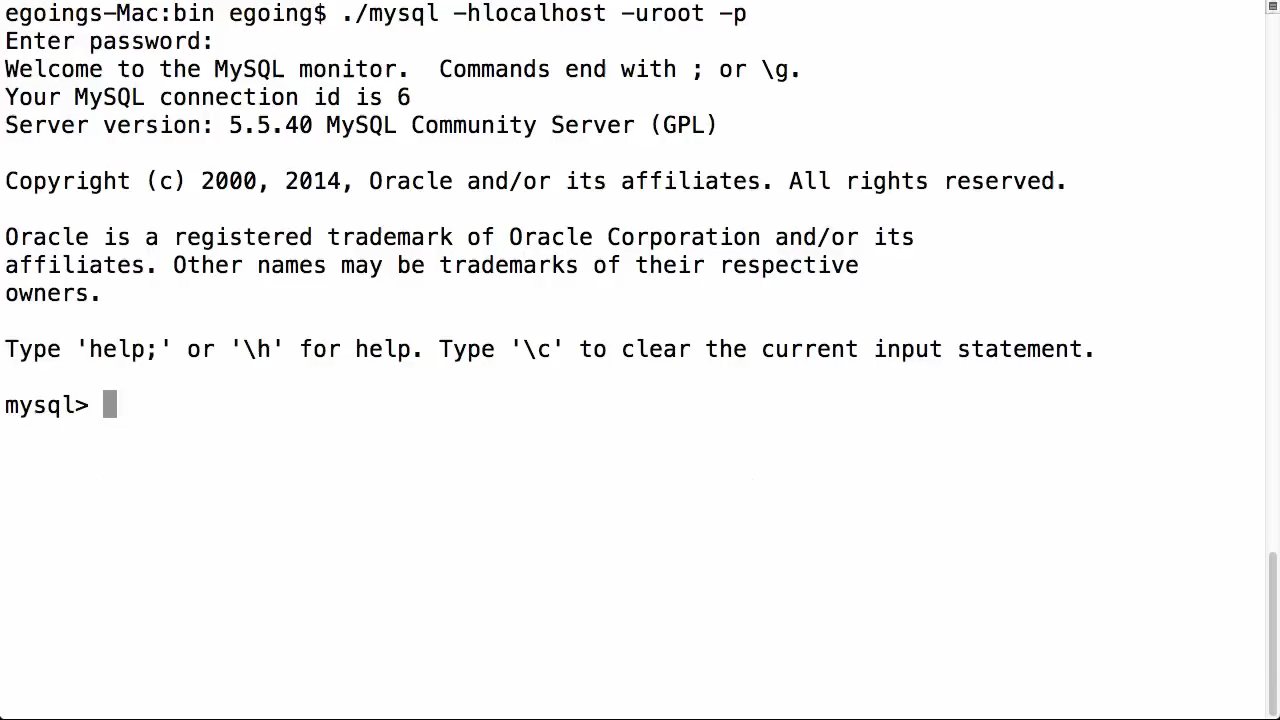 egoings-Mac:bin egoing$ ./mysql -hlocalhost -uroot -p
Enter password:
Welcome to the MySQL monitor.  Commands end with ; or \g.
Your MySQL connection id is 6
Server version: 5.5.40 MySQL Community Server (GPL)
Copyright (c) 2000, 2014, Oracle and/or its affiliates. All rights reserved.
Oracle is a registered trademark of Oracle Corporation and/or its
affiliates. Other names may be trademarks of their respective
owners.
Type 'help;' or '\h' for help. Type '\c' to clear the current input statement.
mysql>